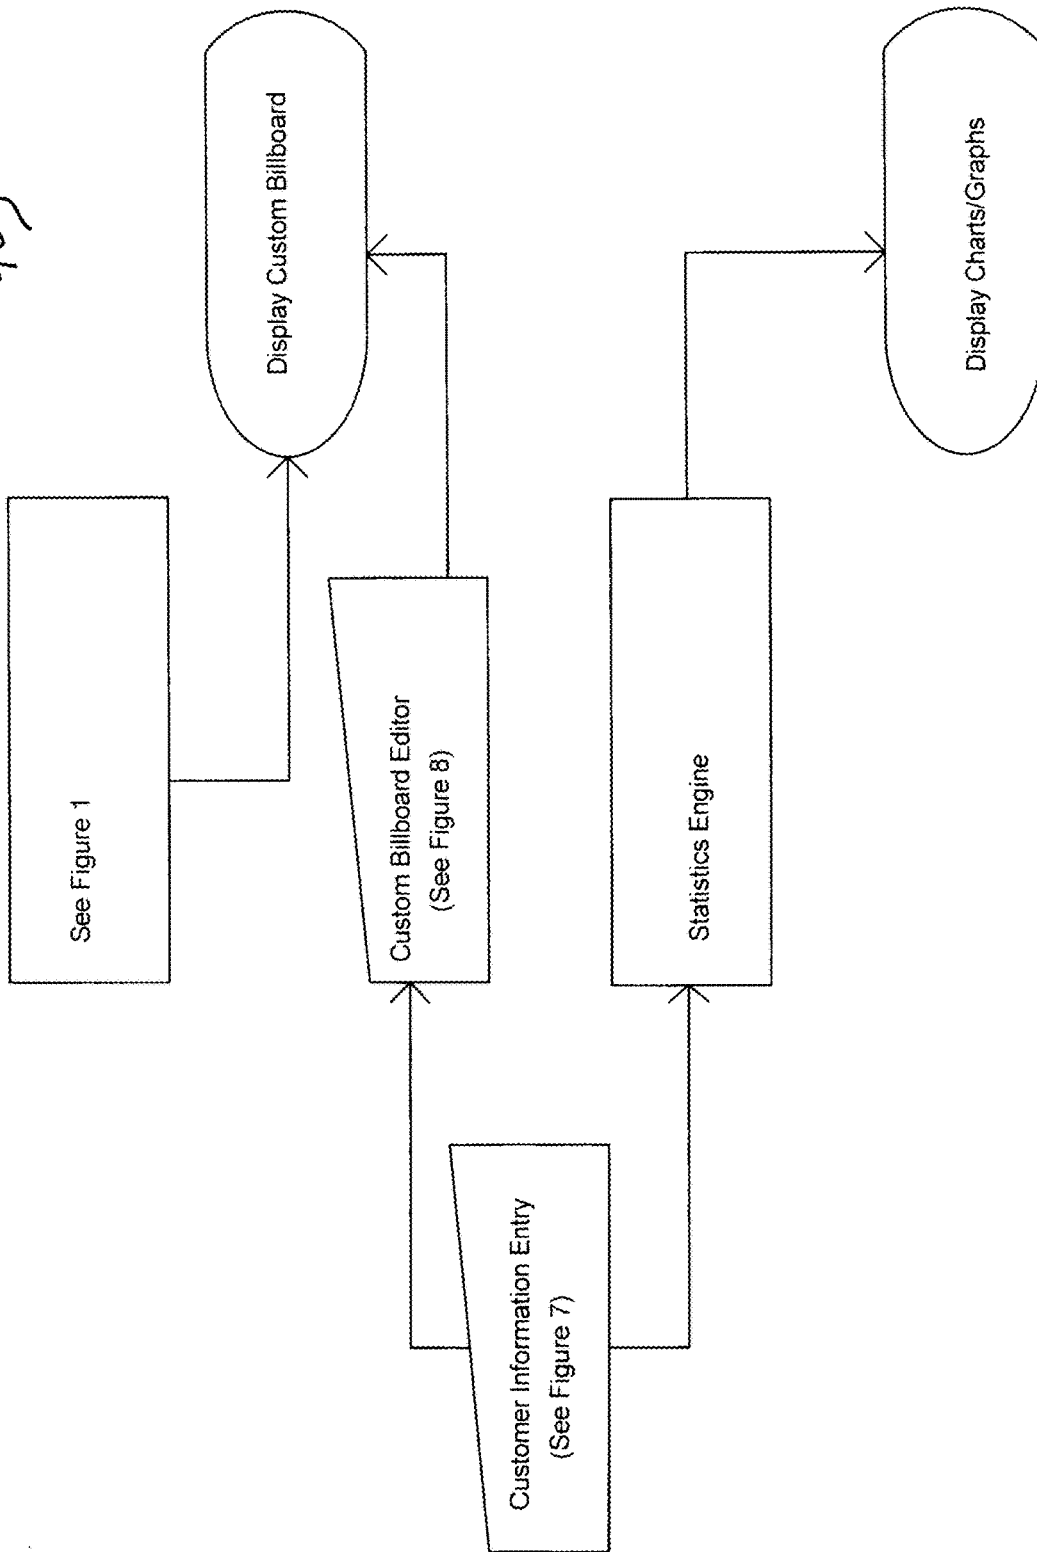 See Figure 1
Display Custom Billboard
Custom Billboard Editor
(See Figure 8)
Customer Information Entry
(See Figure 7)
Statistics Engine
Display Charts/Graphs